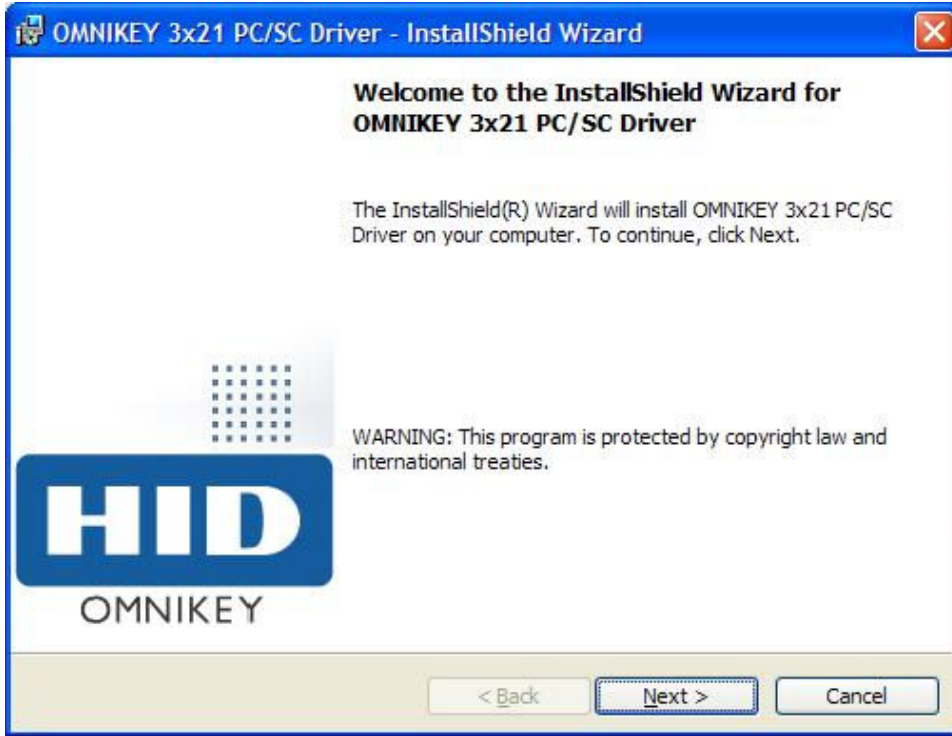 OMNIKEY 3x21 PC/SC Driver - InstallShield Wizard
Welcome to the InstallShield Wizard for
OMNIKEY 3x21 PC/SC Driver
The InstallShield(R) Wizard will install OMNIKEY 3x21 PC/SC
Driver on your computer. To continue, click Next.
WARNING: This program is protected by copyright law and
international treaties.
HID
OMNIKEY
< Back
Next >
Cancel